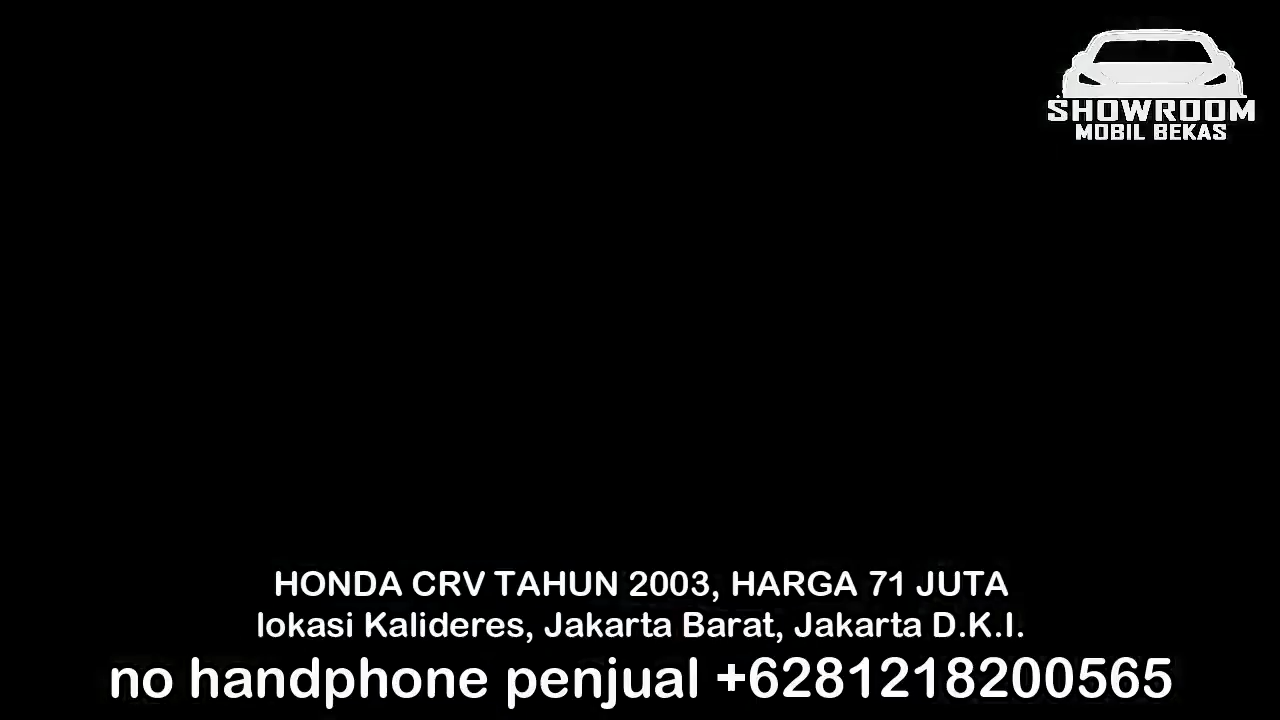 SHOWROOM
MOBIL BEKAS
HONDA CRV TAHUN 2003, HARGA 71 JUTA
lokasi Kalideres, Jakarta Barat, Jakarta D.K.I.
no handphone penjual +6281218200565